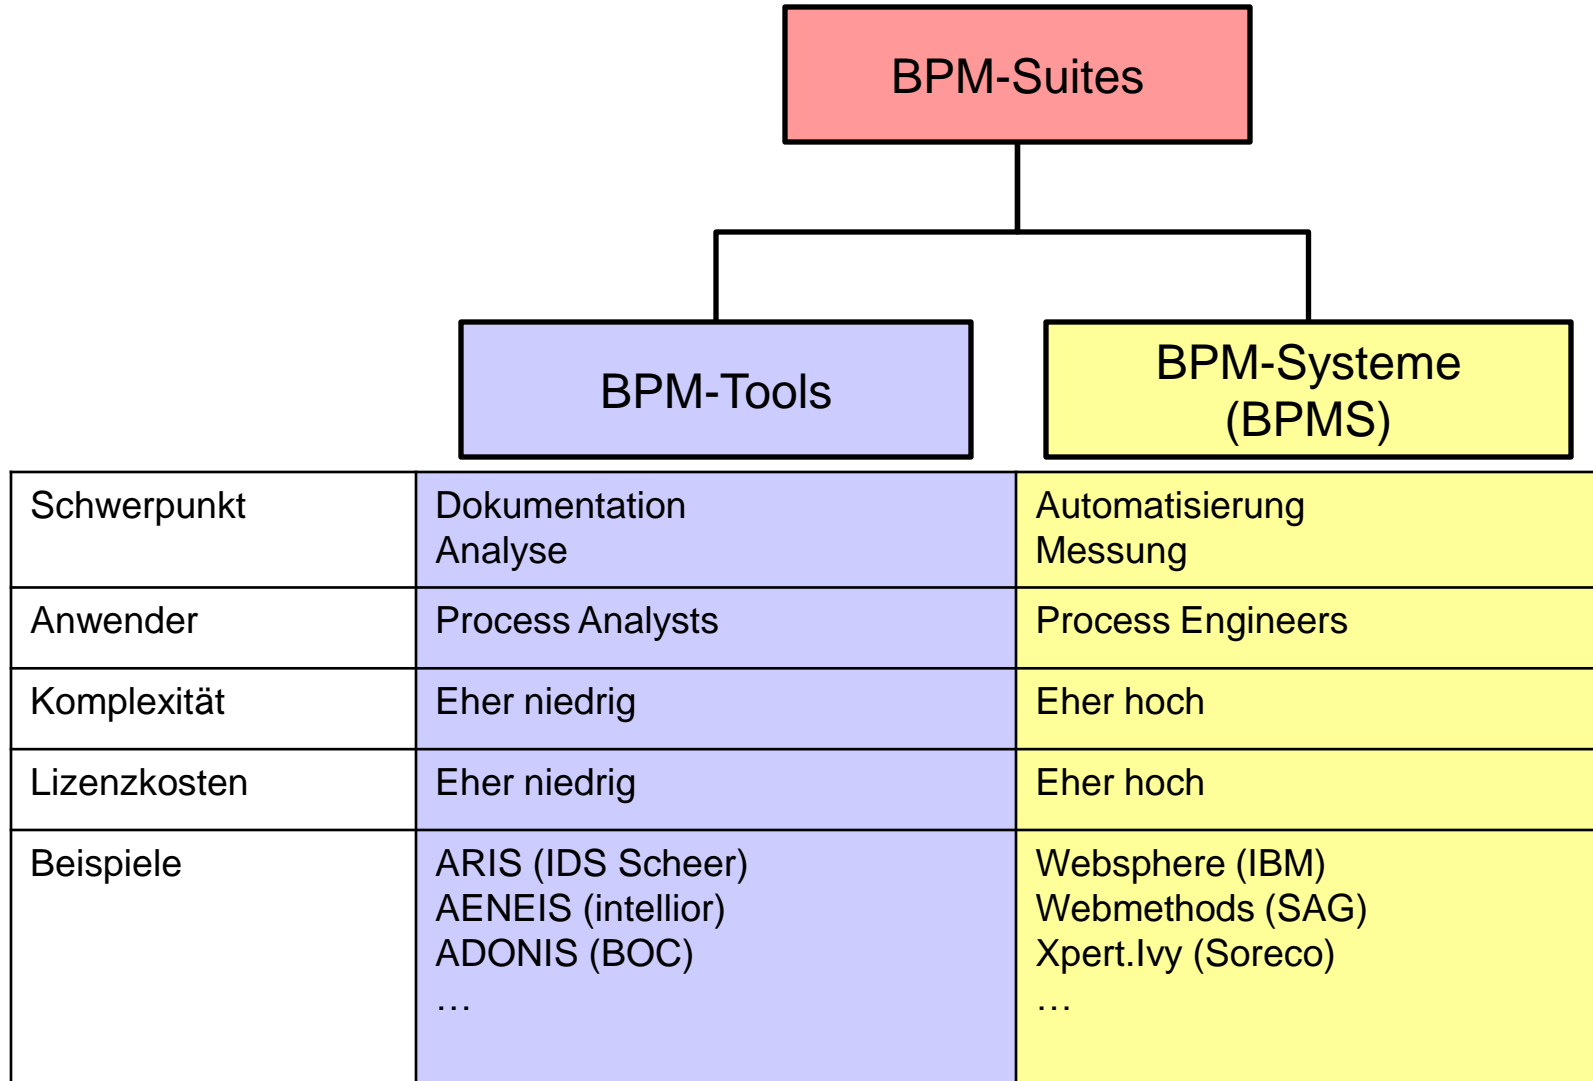 BPM-Suites
BPM-Tools
BPM-Systeme
(BPMS)
Schwerpunkt
Dokumentation
Analyse
Automatisierung
Messung
Anwender
Process Analysts
Process Engineers
Komplexität
Eher niedrig
Eher hoch
Lizenzkosten
Eher niedrig
Eher hoch
Beispiele
ARIS (IDS Scheer)
AENEIS (intellior)
ADONIS (BOC)
…
Websphere (IBM)
Webmethods (SAG)
Xpert.Ivy (Soreco)
…